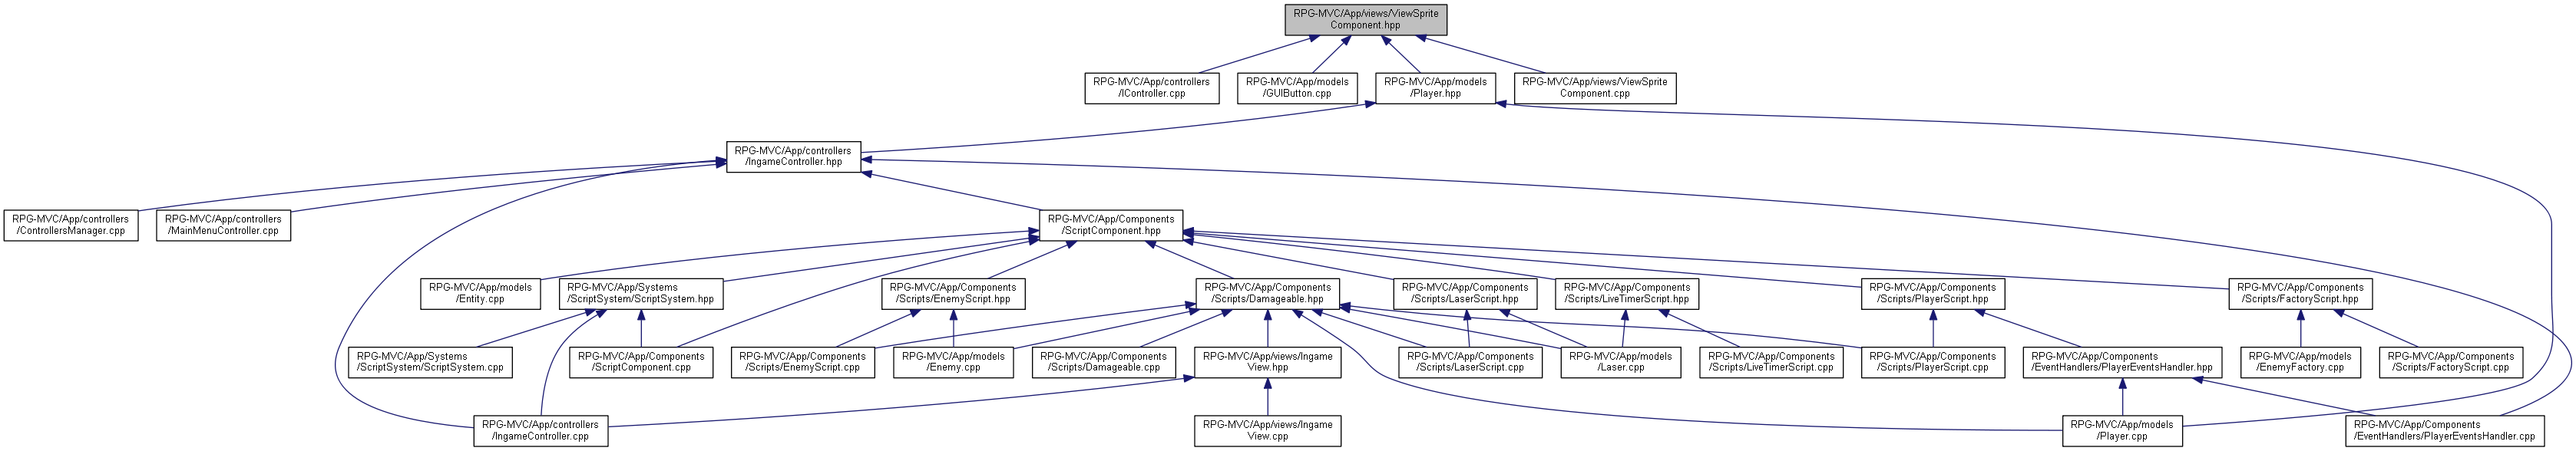 RPG-MVC/App/views/ViewSprite
Component.hpp
RPG-MVC/App/controllers
/IController.cpp
RPG-MVC/App/models
/GUIButton.cpp
RPG-MVC/App/models
/Player.hpp
RPG-MVC/App/views/ViewSprite
Component.cpp
RPG-MVC/App/controllers
/IngameController.hpp
RPG-MVC/App/controllers
/ControllersManager.cpp
RPG-MVC/App/controllers
/MainMenuController.cpp
RPG-MVC/App/Components
/ScriptComponent.hpp
RPG-MVC/App/models
/Entity.cpp
RPG-MVC/App/Systems
/ScriptSystem/ScriptSystem.hpp
RPG-MVC/App/Components
/Scripts/EnemyScript.hpp
RPG-MVC/App/Components
/Scripts/Damageable.hpp
RPG-MVC/App/Components
/Scripts/LaserScript.hpp
RPG-MVC/App/Components
/Scripts/LiveTimerScript.hpp
RPG-MVC/App/Components
/Scripts/PlayerScript.hpp
RPG-MVC/App/Components
/Scripts/FactoryScript.hpp
RPG-MVC/App/Systems
/ScriptSystem/ScriptSystem.cpp
RPG-MVC/App/Components
/ScriptComponent.cpp
RPG-MVC/App/Components
/Scripts/EnemyScript.cpp
RPG-MVC/App/models
/Enemy.cpp
RPG-MVC/App/Components
/Scripts/Damageable.cpp
RPG-MVC/App/views/Ingame
View.hpp
RPG-MVC/App/Components
/Scripts/LaserScript.cpp
RPG-MVC/App/models
/Laser.cpp
RPG-MVC/App/Components
/Scripts/LiveTimerScript.cpp
RPG-MVC/App/Components
/Scripts/PlayerScript.cpp
RPG-MVC/App/Components
/EventHandlers/PlayerEventsHandler.hpp
RPG-MVC/App/models
/EnemyFactory.cpp
RPG-MVC/App/Components
/Scripts/FactoryScript.cpp
RPG-MVC/App/controllers
/IngameController.cpp
RPG-MVC/App/views/Ingame
View.cpp
RPG-MVC/App/models
/Player.cpp
RPG-MVC/App/Components
/EventHandlers/PlayerEventsHandler.cpp